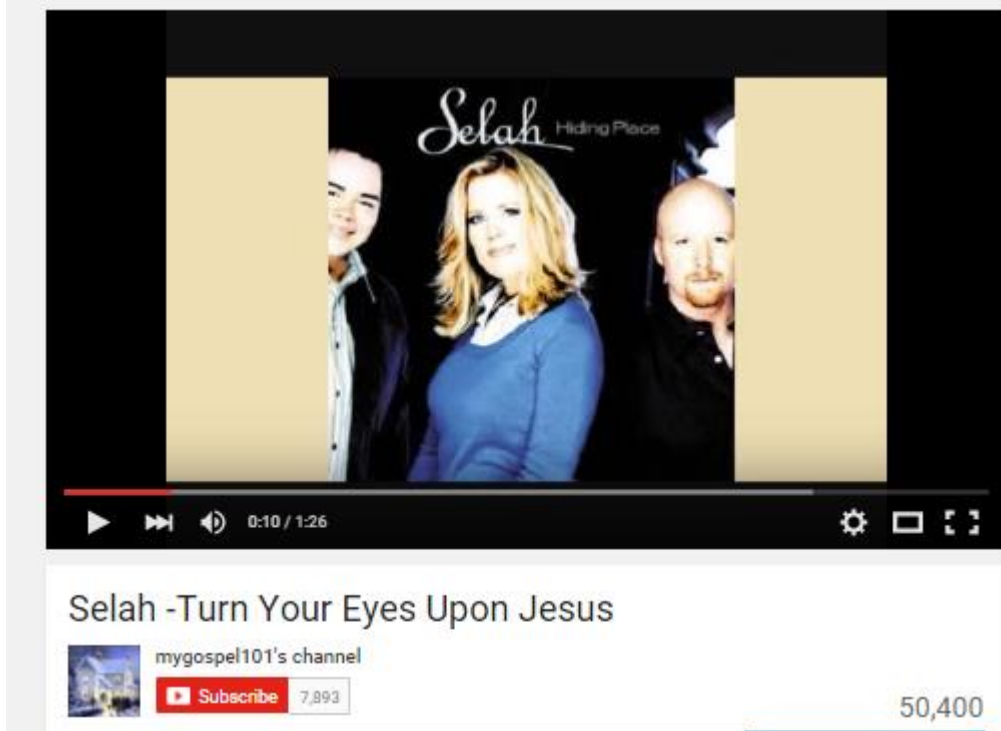 Selah Hiding Place
0:10 / 1:26
Selah -Turn Your Eyes Upon Jesus
mygospel101's channel
Subscribe 7,893
50,400